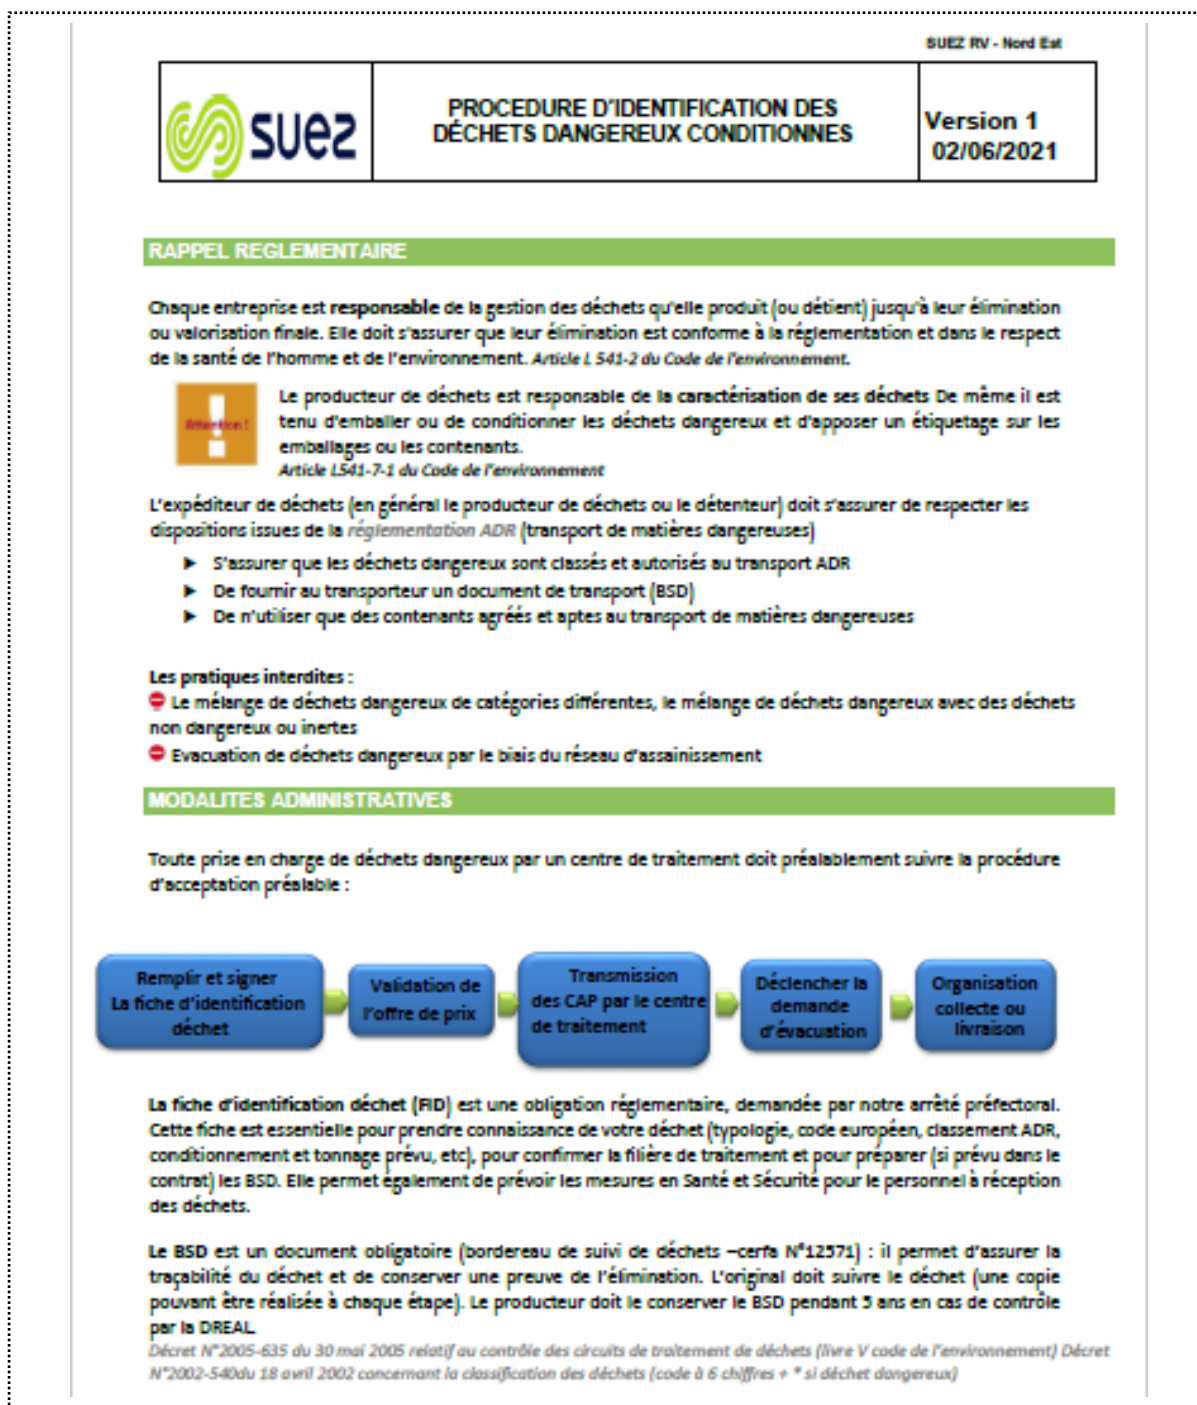 SUEZ RV - Nord Est
suez
PROCEDURE D'IDENTIFICATION DES
DÉCHETS DANGEREUX CONDITIONNES
Version 1
02/06/2021
RAPPEL REGLEMENTAIRE
Chaque entreprise est responsable de la gestion des déchets qu'elle produit (ou détient) jusqu'à leur élimination
ou valorisation finale. Elle doit s'assurer que leur élimination est conforme à la réglementation et dans le respect
de la santé de l'homme et de l'environnement. Article L 541-2 du Code de l'environnement.
Attention !
Le producteur de déchets est responsable de la caractérisation de ses déchets De même il est
tenu d'emballer ou de conditionner les déchets dangereux et d'apposer un étiquetage sur les
emballages ou les contenants.
Article L541-7-1 du Code de l'environnement
L'expéditeur de déchets (en général le producteur de déchets ou le détenteur) doit s'assurer de respecter les
dispositions issues de la réglementation ADR (transport de matières dangereuses)
► S'assurer que les déchets dangereux sont classés et autorisés au transport ADR
► De fournir au transporteur un document de transport (BSD)
► De n'utiliser que des contenants agréés et aptes au transport de matières dangereuses
Les pratiques interdites :
Le mélange de déchets dangereux de catégories différentes, le mélange de déchets dangereux avec des déchets
non dangereux ou inertes
Evacuation de déchets dangereux par le biais du réseau d'assainissement
MODALITES ADMINISTRATIVES
Toute prise en charge de déchets dangereux par un centre de traitement doit préalablement suivre la procédure
d'acceptation préalable :
Remplir et signer
La fiche d'identification
déchet
Validation de
l'offre de prix
Transmission
des CAP par le centre
de traitement
Déclencher la
demande
d'évacuation
Organisation
collecte ou
livraison
La fiche d'identification déchet (FID) est une obligation réglementaire, demandée par notre arrêté préfectoral.
Cette fiche est essentielle pour prendre connaissance de votre déchet (typologie, code européen, classement ADR,
conditionnement et tonnage prévu, etc), pour confirmer la filière de traitement et pour préparer (si prévu dans le
contrat) les BSD. Elle permet également de prévoir les mesures en Santé et Sécurité pour le personnel à réception
des déchets.
Le BSD est un document obligatoire (bordereau de suivi de déchets –cerfa N°12571) : il permet d'assurer la
traçabilité du déchet et de conserver une preuve de l'élimination. L'original doit suivre le déchet (une copie
pouvant être réalisée à chaque étape). Le producteur doit le conserver le BSD pendant 5 ans en cas de contrôle
par la DREAL.
Décret N°2005-635 du 30 mai 2005 relatif au contrôle des circuits de traitement de déchets (livre V code de l'environnement) Décret
N°2002-540du 18 avril 2002 concernant la classification des déchets (code à 6 chiffres + * si déchet dangereux)